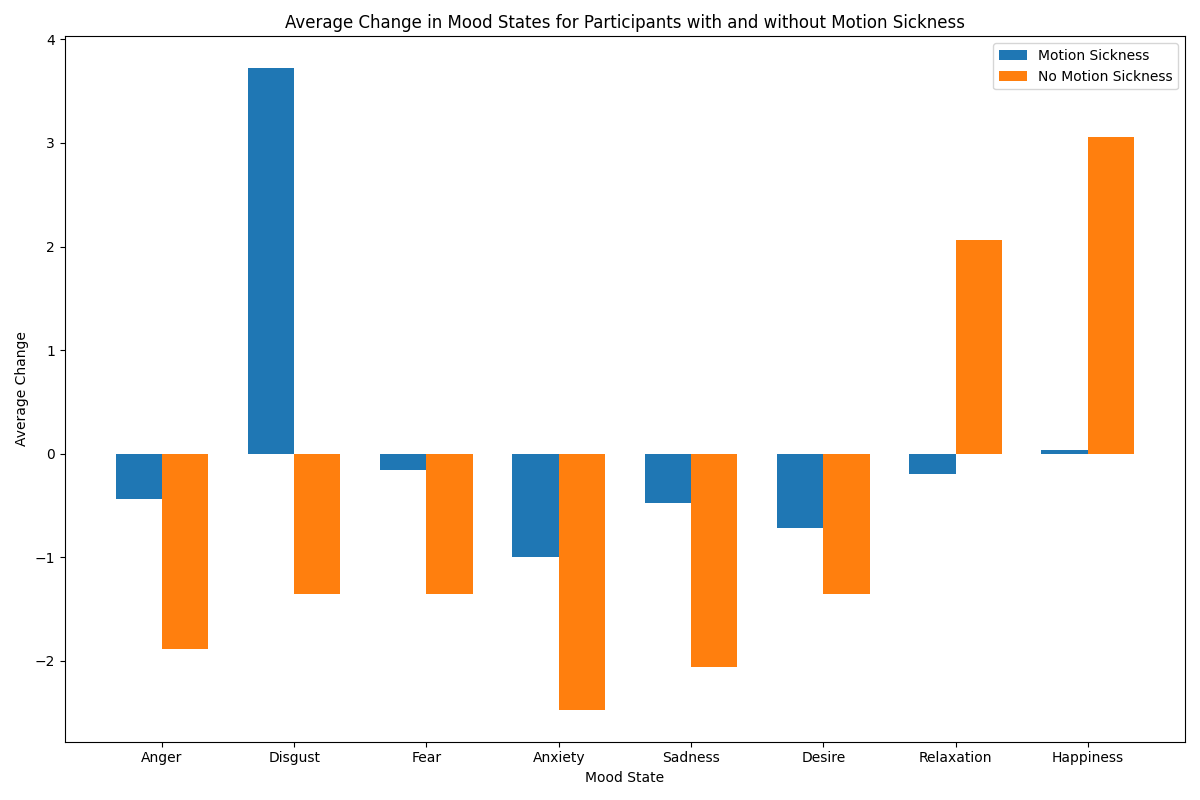 Average Change in Mood States for Participants with and without Motion Sickness
Motion Sickness
No Motion Sickness
Average Change
4
3
2
1
0
−1
−2
Anger Disgust Fear Anxiety Sadness Desire Relaxation Happiness
Mood State